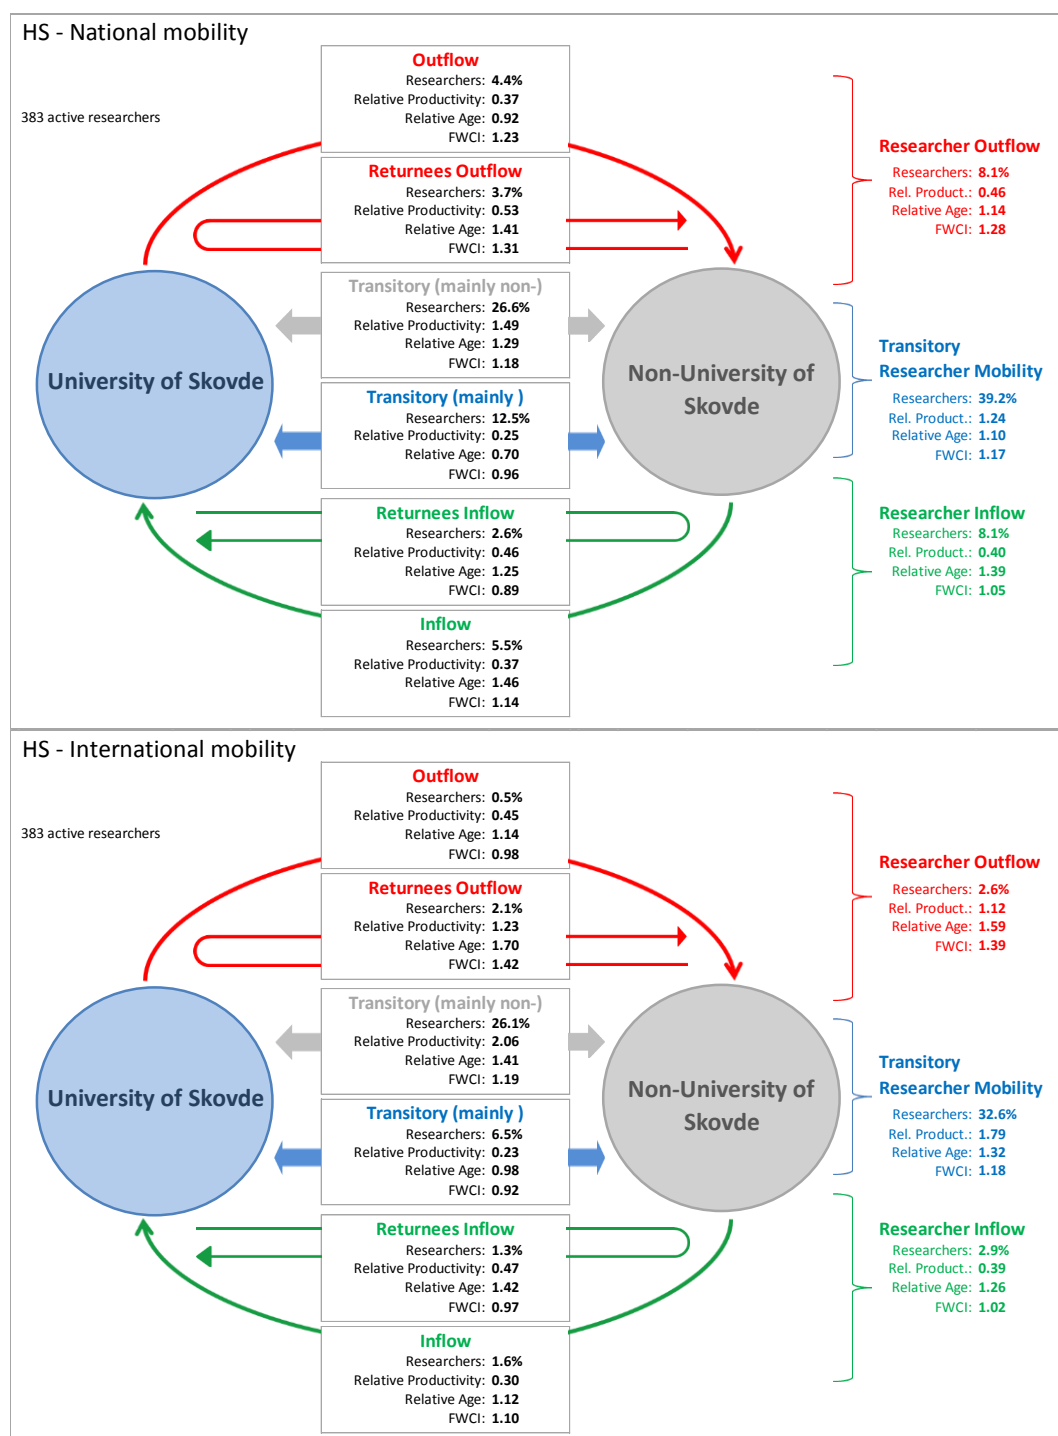 HS - National mobility
383 active researchers
Outflow
Researchers: 4.4%
Relative Productivity: 0.37
Relative Age: 0.92
FWCI: 1.23
Returnees Outflow
Researchers: 3.7%
Relative Productivity: 0.53
Relative Age: 1.41
FWCI: 1.31
Transitory (mainly non-)
Researchers: 26.6%
Relative Productivity: 1.49
Relative Age: 1.29
FWCI: 1.18
Transitory (mainly )
Researchers: 12.5%
Relative Productivity: 0.25
Relative Age: 0.70
FWCI: 0.96
Returnees Inflow
Researchers: 2.6%
Relative Productivity: 0.46
Relative Age: 1.25
FWCI: 0.89
Inflow
Researchers: 5.5%
Relative Productivity: 0.37
Relative Age: 1.46
FWCI: 1.14
University of Skovde
Non-University of
Skovde
Researcher Outflow
Researchers: 8.1%
Rel. Product.: 0.46
Relative Age: 1.14
FWCI: 1.28
Transitory
Researcher Mobility
Researchers: 39.2%
Rel. Product.: 1.24
Relative Age: 1.10
FWCI: 1.17
Researcher Inflow
Researchers: 8.1%
Rel. Product.: 0.40
Relative Age: 1.39
FWCI: 1.05
HS - International mobility
383 active researchers
Outflow
Researchers: 0.5%
Relative Productivity: 0.45
Relative Age: 1.14
FWCI: 0.98
Returnees Outflow
Researchers: 2.1%
Relative Productivity: 1.23
Relative Age: 1.70
FWCI: 1.42
Transitory (mainly non-)
Researchers: 26.1%
Relative Productivity: 2.06
Relative Age: 1.41
FWCI: 1.19
Transitory (mainly )
Researchers: 6.5%
Relative Productivity: 0.23
Relative Age: 0.98
FWCI: 0.92
Returnees Inflow
Researchers: 1.3%
Relative Productivity: 0.47
Relative Age: 1.42
FWCI: 0.97
Inflow
Researchers: 1.6%
Relative Productivity: 0.30
Relative Age: 1.12
FWCI: 1.10
University of Skovde
Non-University of
Skovde
Researcher Outflow
Researchers: 2.6%
Rel. Product.: 1.12
Relative Age: 1.59
FWCI: 1.39
Transitory
Researcher Mobility
Researchers: 32.6%
Rel. Product.: 1.79
Relative Age: 1.32
FWCI: 1.18
Researcher Inflow
Researchers: 2.9%
Rel. Product.: 0.39
Relative Age: 1.26
FWCI: 1.02